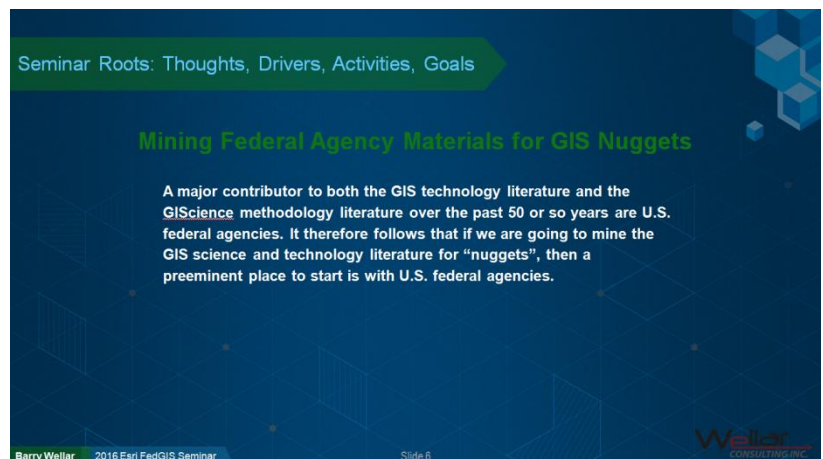 Seminar Roots: Thoughts, Drivers, Activities, Goals
Mining Federal Agency Materials for GIS Nuggets
A major contributor to both the GIS technology literature and the
GIScience methodology literature over the past 50 or so years are U.S.
federal agencies. It therefore follows that if we are going to mine the
GIS science and technology literature for “nuggets”, then a
preeminent place to start is with U.S. federal agencies.
Wellar
CONSULTING INC.
Barry Wellar 2016 Esri FedGIS Seminar Slide 6